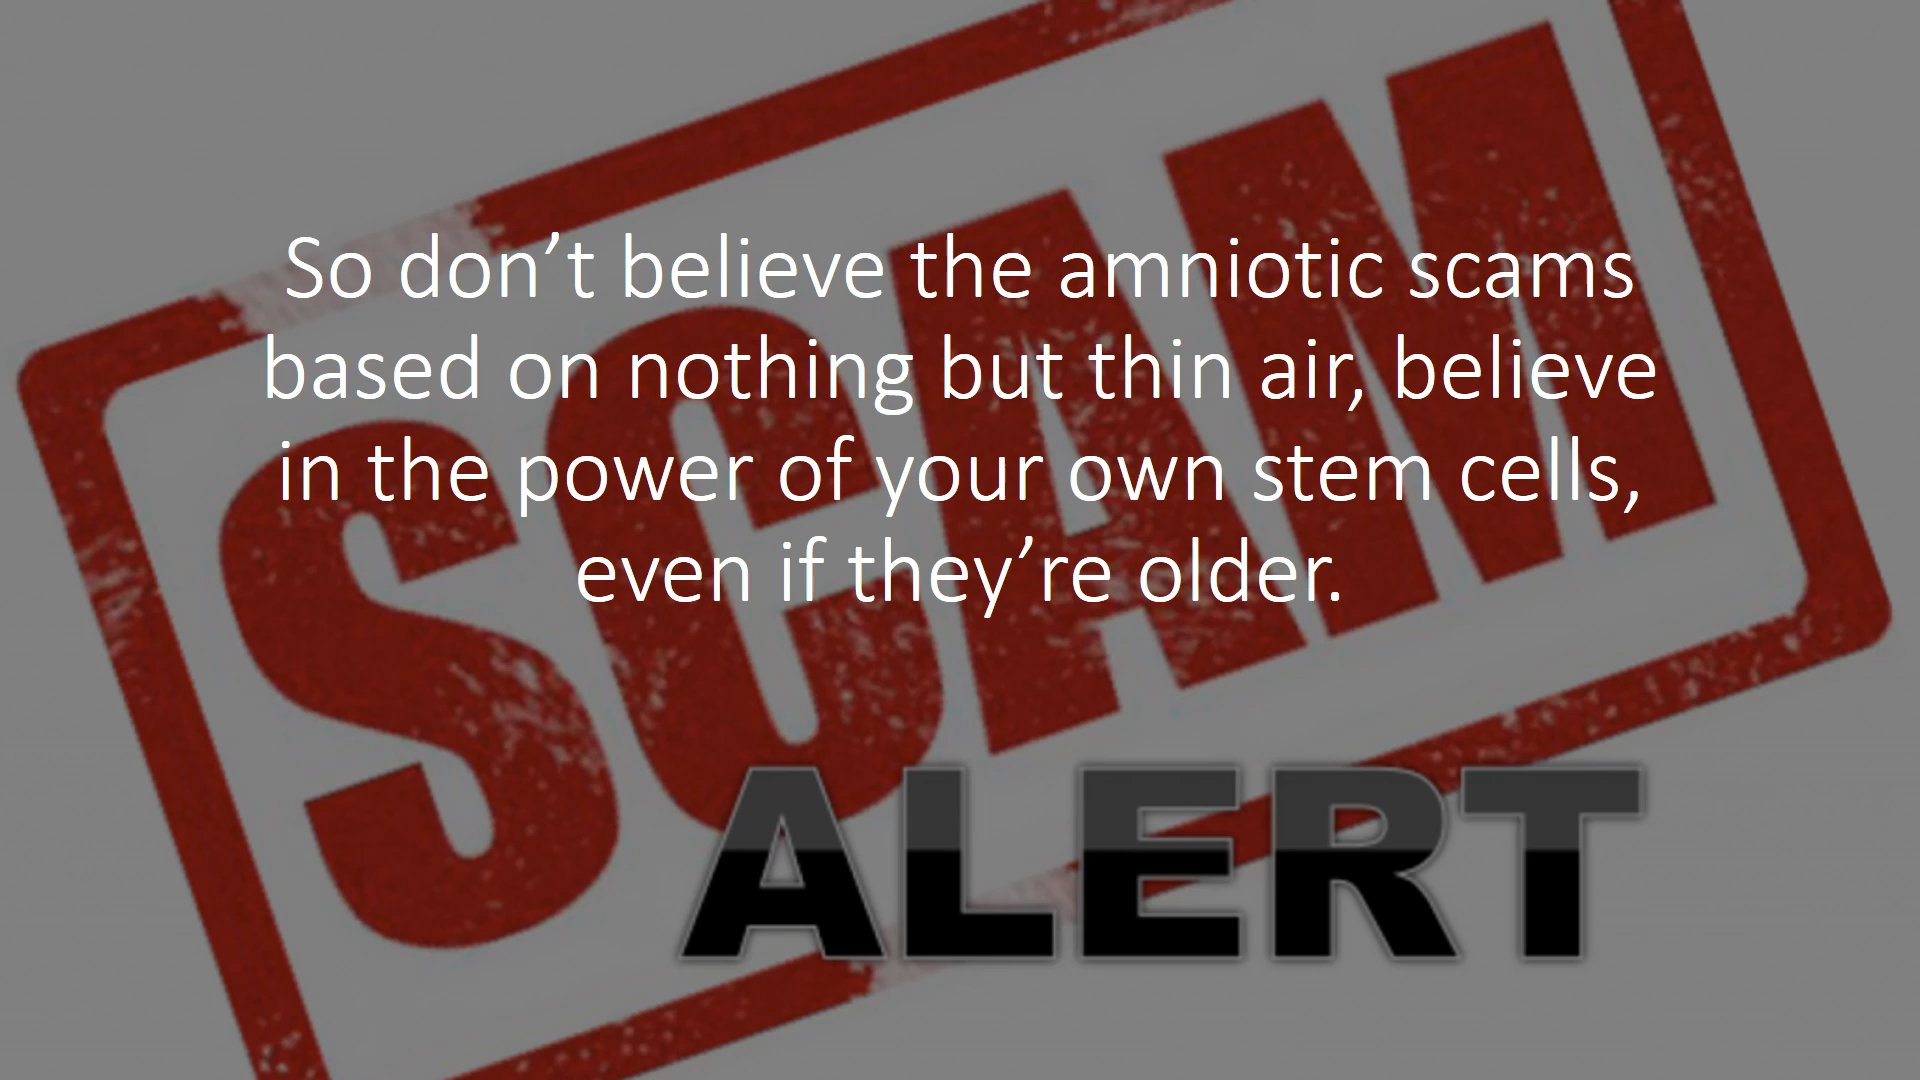 So don’t believe the amniotic scams
based on nothing but thin air, believe
in the power of your own stem cells,
even if they’re older.
SCAM
ALERT